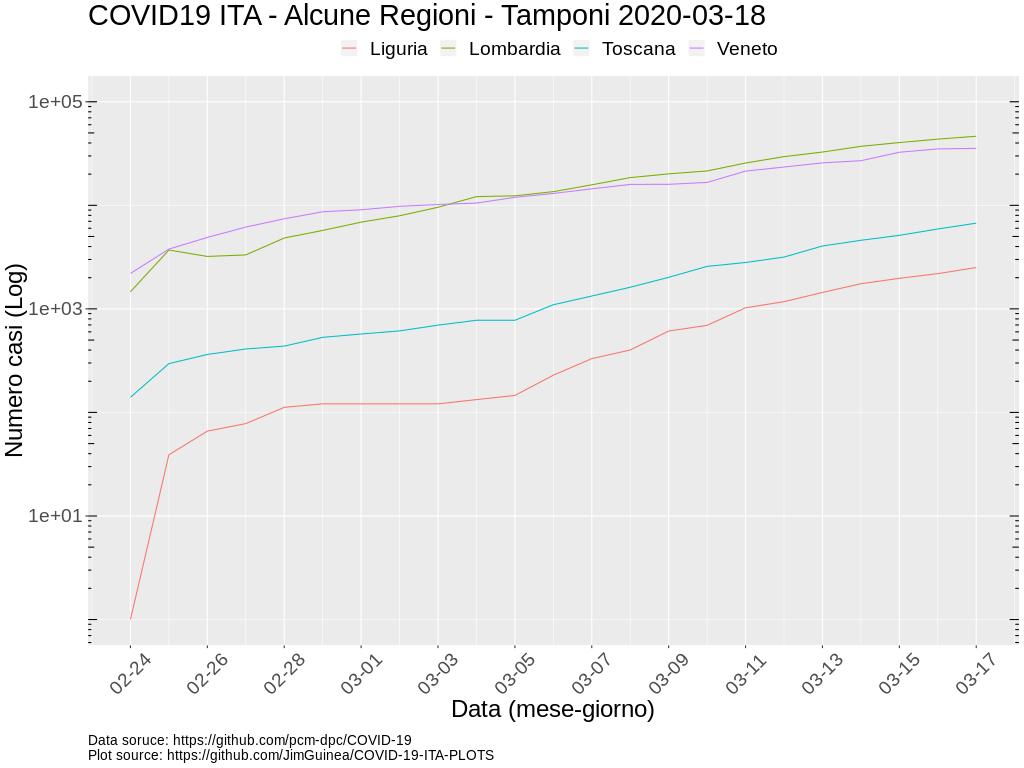 COVID19 ITA - Alcune Regioni - Tamponi 2020-03-18
Liguria Lombardia Toscana Veneto
1e+05
1e+03
1e+01
Numero casi (Log)
02-24 02-26 02-28 03-01 03-03 03-05 03-07 03-09 03-11 03-13 03-15 03-17
Data (mese-giorno)
Data soruce: https://github.com/pcm-dpc/COVID-19
Plot source: https://github.com/JimGuinea/COVID-19-ITA-PLOTS